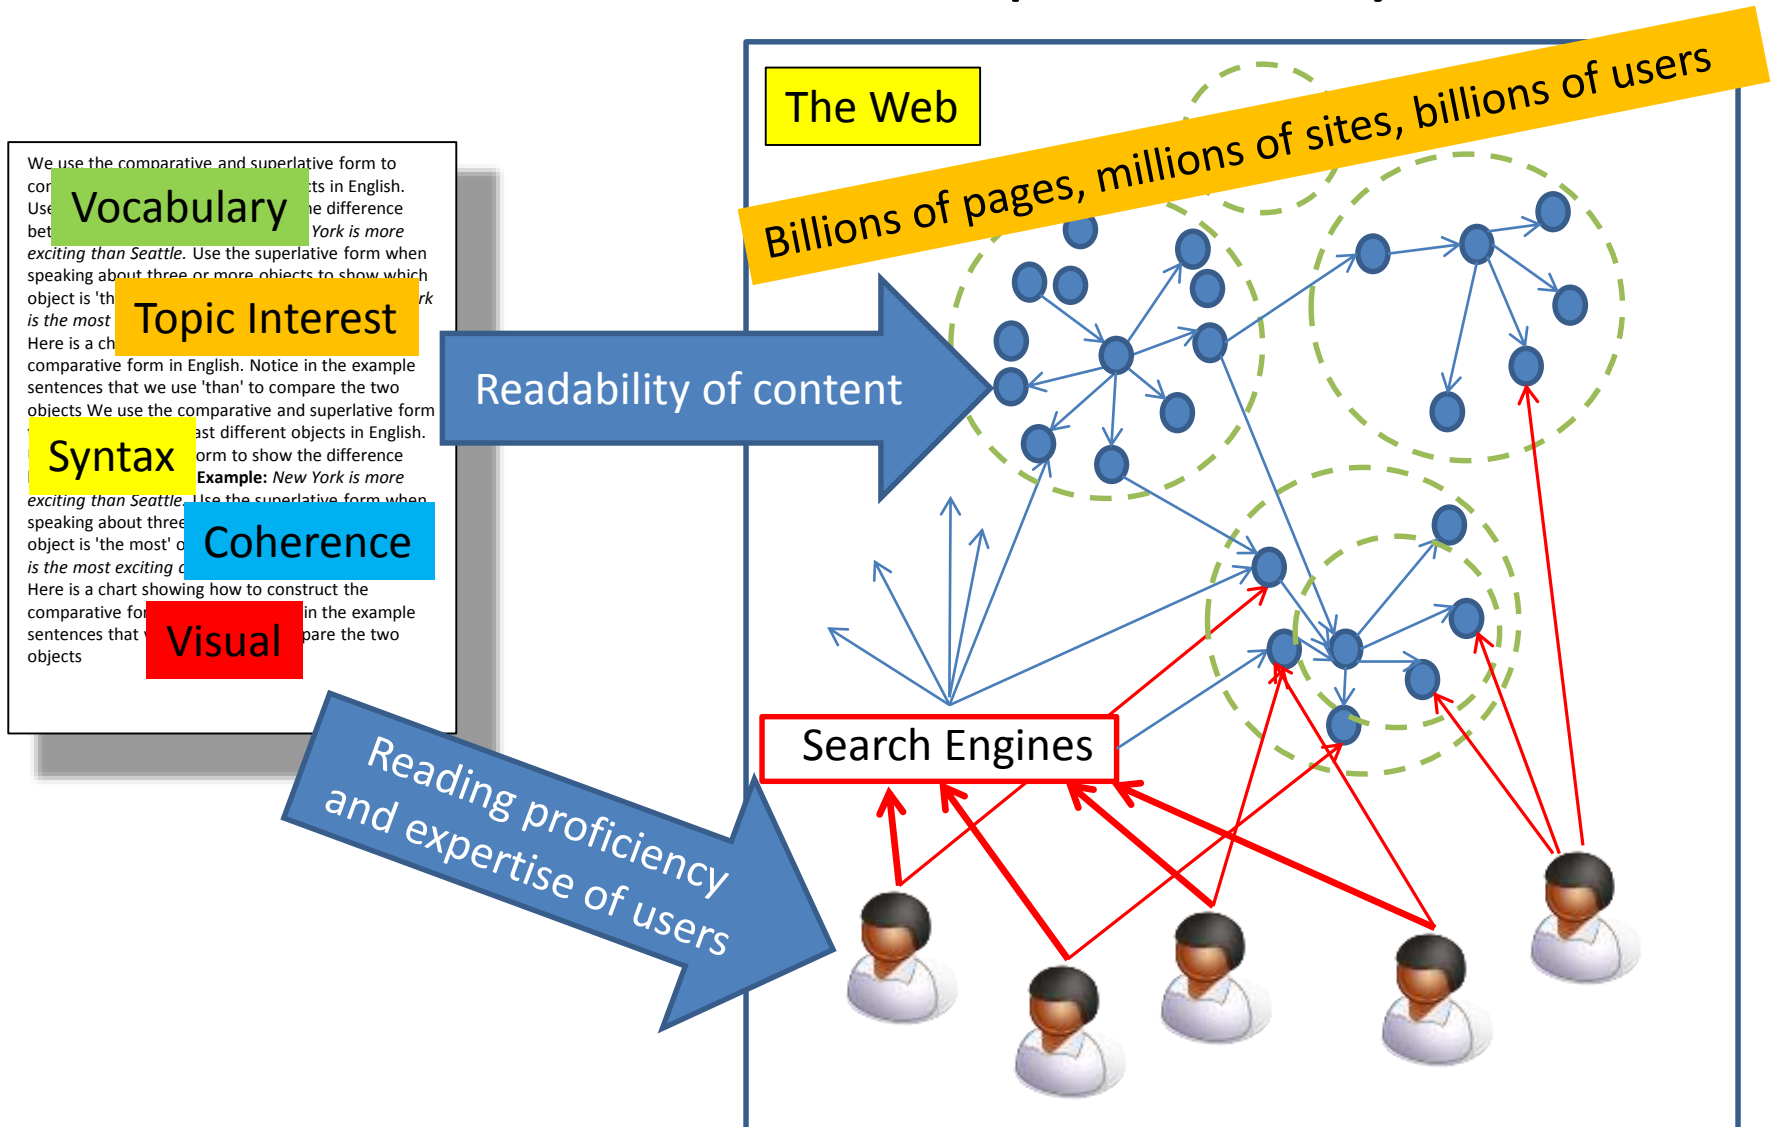 The Web
Billions of pages, millions of sites, billions of users
We use the comparative and superlative form to
cts in English.
Vocabulary
Use
he difference
bet
York is more
exciting than Seattle. Use the superlative form when
speaking about three or more objects to show which
object is 'th
rk
Topic Interest
is the most
Here is a ch
comparative form in English. Notice in the example
sentences that we use 'than' to compare the two
objects We use the comparative and superlative form
ast different objects in English.
Syntax
orm to show the difference
Example: New York is more
exciting than Seattle. Use the superlative form when
speaking about three
object is 'the most' o
Coherence
is the most exciting
Here is a chart showing how to construct the
comparative for
in the example
sentences that
pare the two
Visual
objects
Readability of content
Reading proficiency
and expertise of users
Search Engines